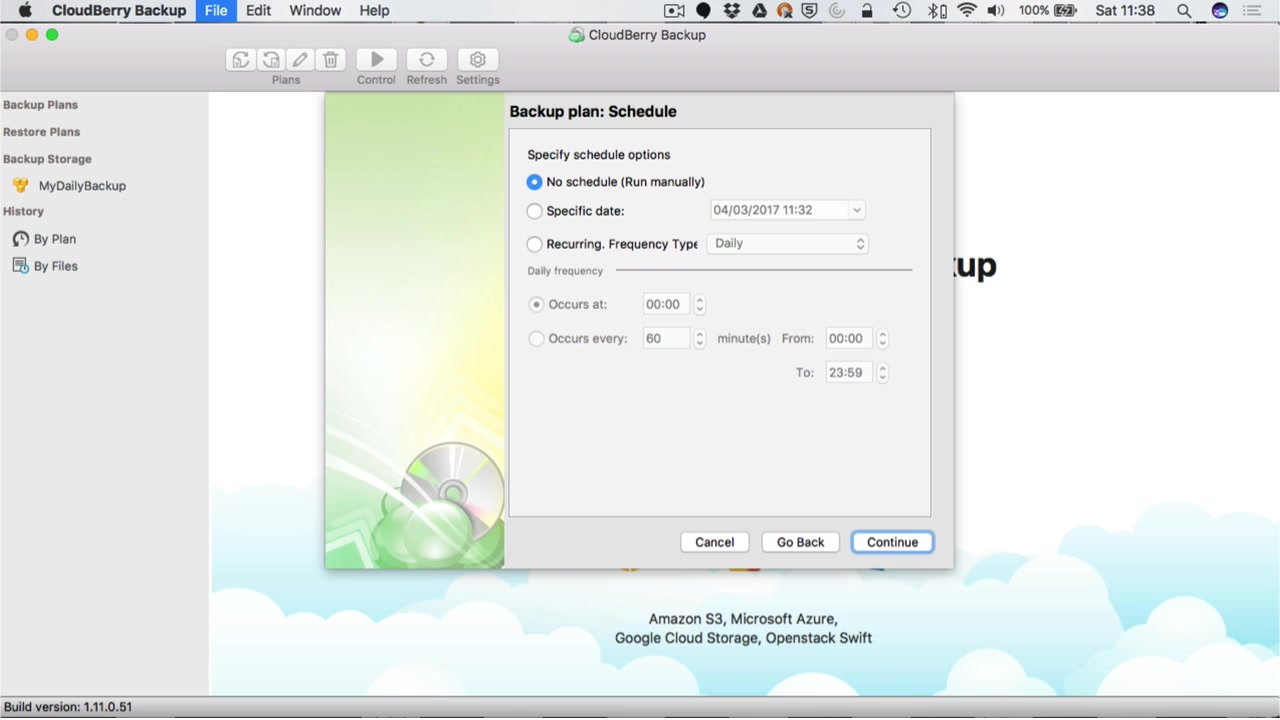 CloudBerry Backup File Edit Window Help 100% Sat 11:38
CloudBerry Backup
Plans Control Refresh Settings
Backup Plans
Restore Plans
Backup Storage
MyDailyBackup
History
By Plan
By Files
Backup plan: Schedule
Specify schedule options
No schedule (Run manually)
Specific date: 04/03/2017 11:32
Recurring. Frequency Type Daily
Daily frequency
Occurs at: 00:00
Occurs every: 60 minute(s) From: 00:00
To: 23:59
Cancel Go Back Continue
kup
Amazon S3, Microsoft Azure,
Google Cloud Storage, Openstack Swift
Build version: 1.11.0.51